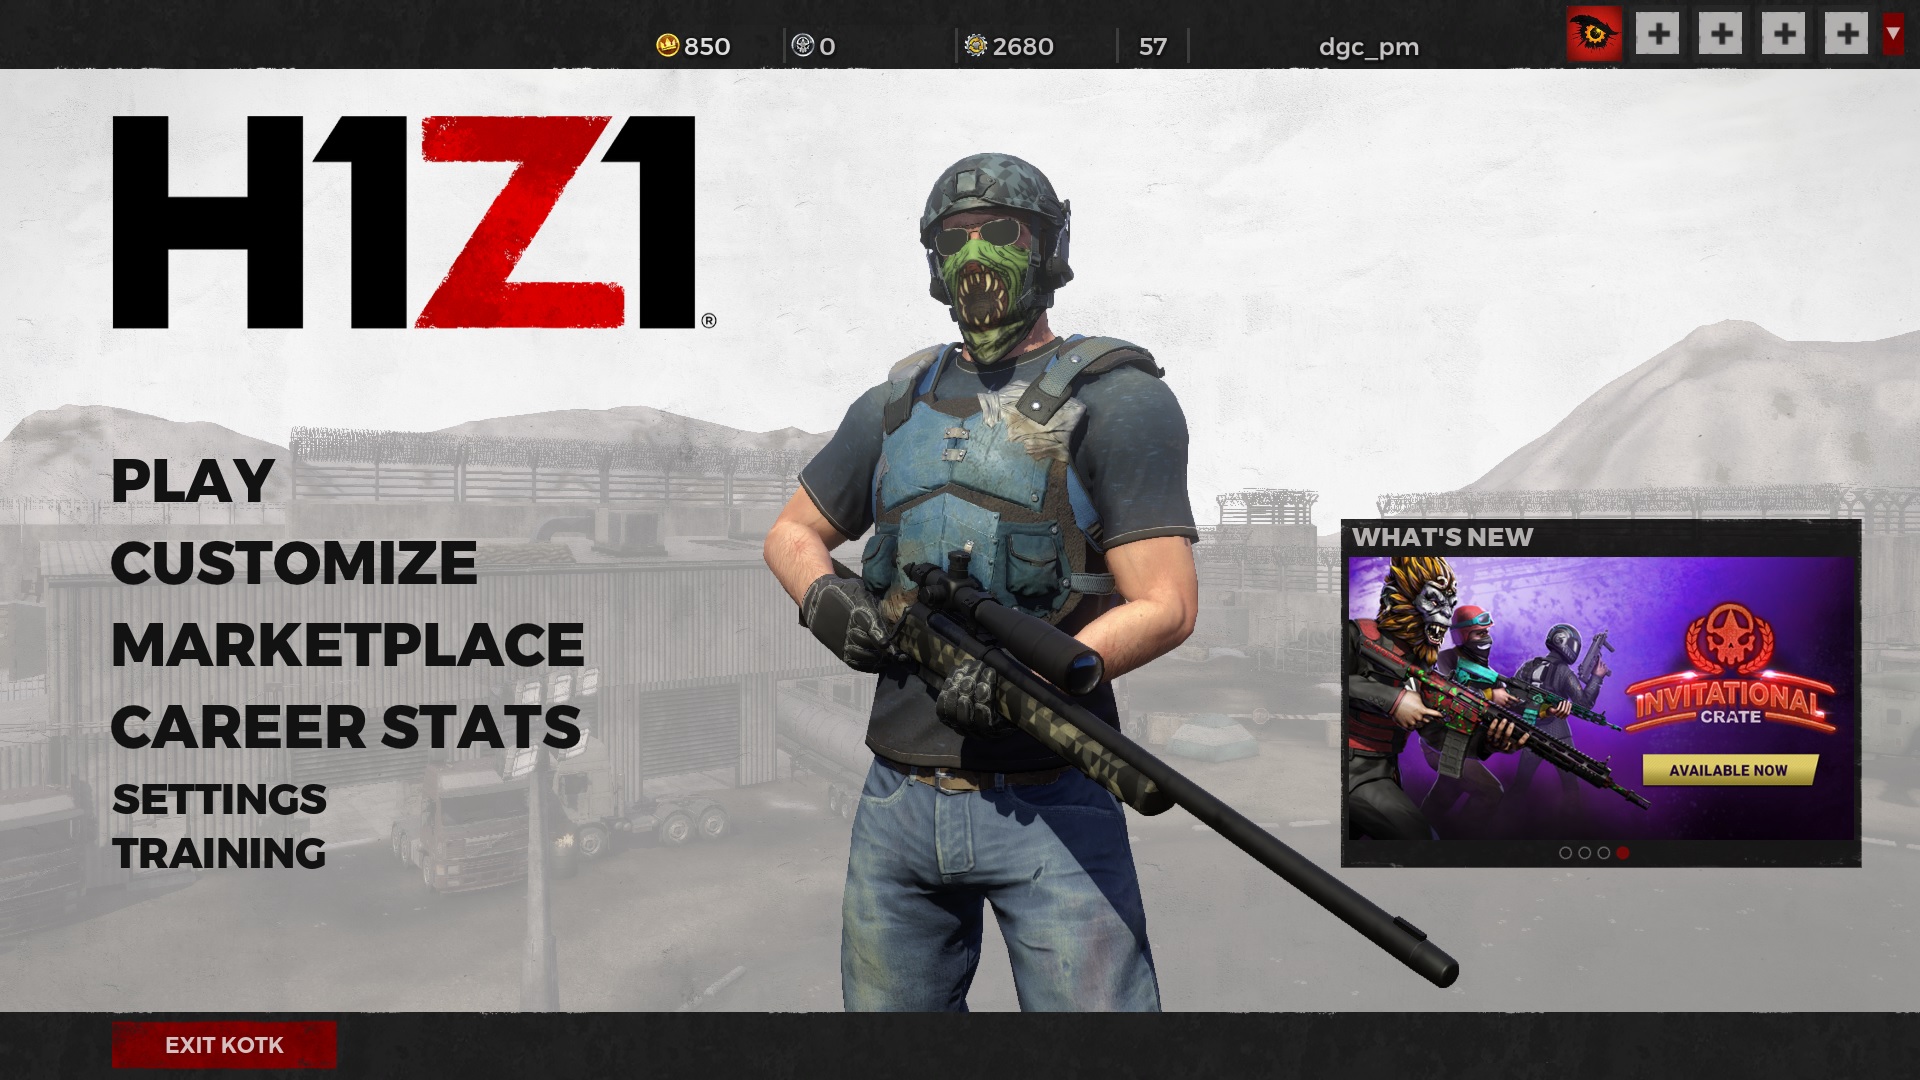 850
0
2680
57
dgc_pm
H1Z1®
PLAY
CUSTOMIZE
MARKETPLACE
CAREER STATS
SETTINGS
TRAINING
WHAT'S NEW
INVITATIONAL
CRATE
AVAILABLE NOW
EXIT KOTK